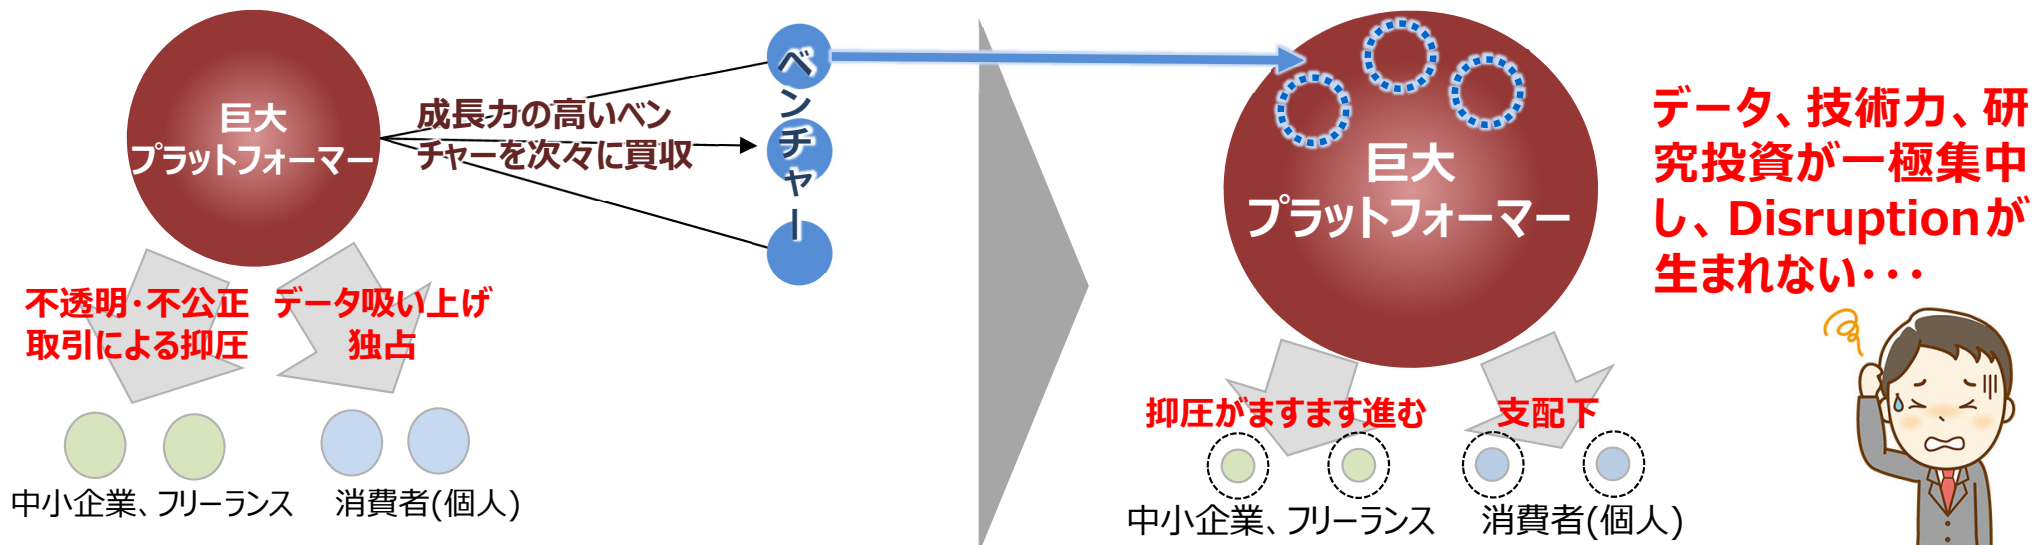 巨大
プラットフォーマー
成長力の高いベン
チャーを次々に買収
ベンチャー
不透明・不公正
取引による抑圧
データ吸い上げ
独占
中小企業、フリーランス
消費者(個人)
巨大
プラットフォーマー
抑圧がますます進む
支配下
中小企業、フリーランス
消費者(個人)
データ、技術力、研
究投資が一極集中
し、Disruptionが
生まれない・・・